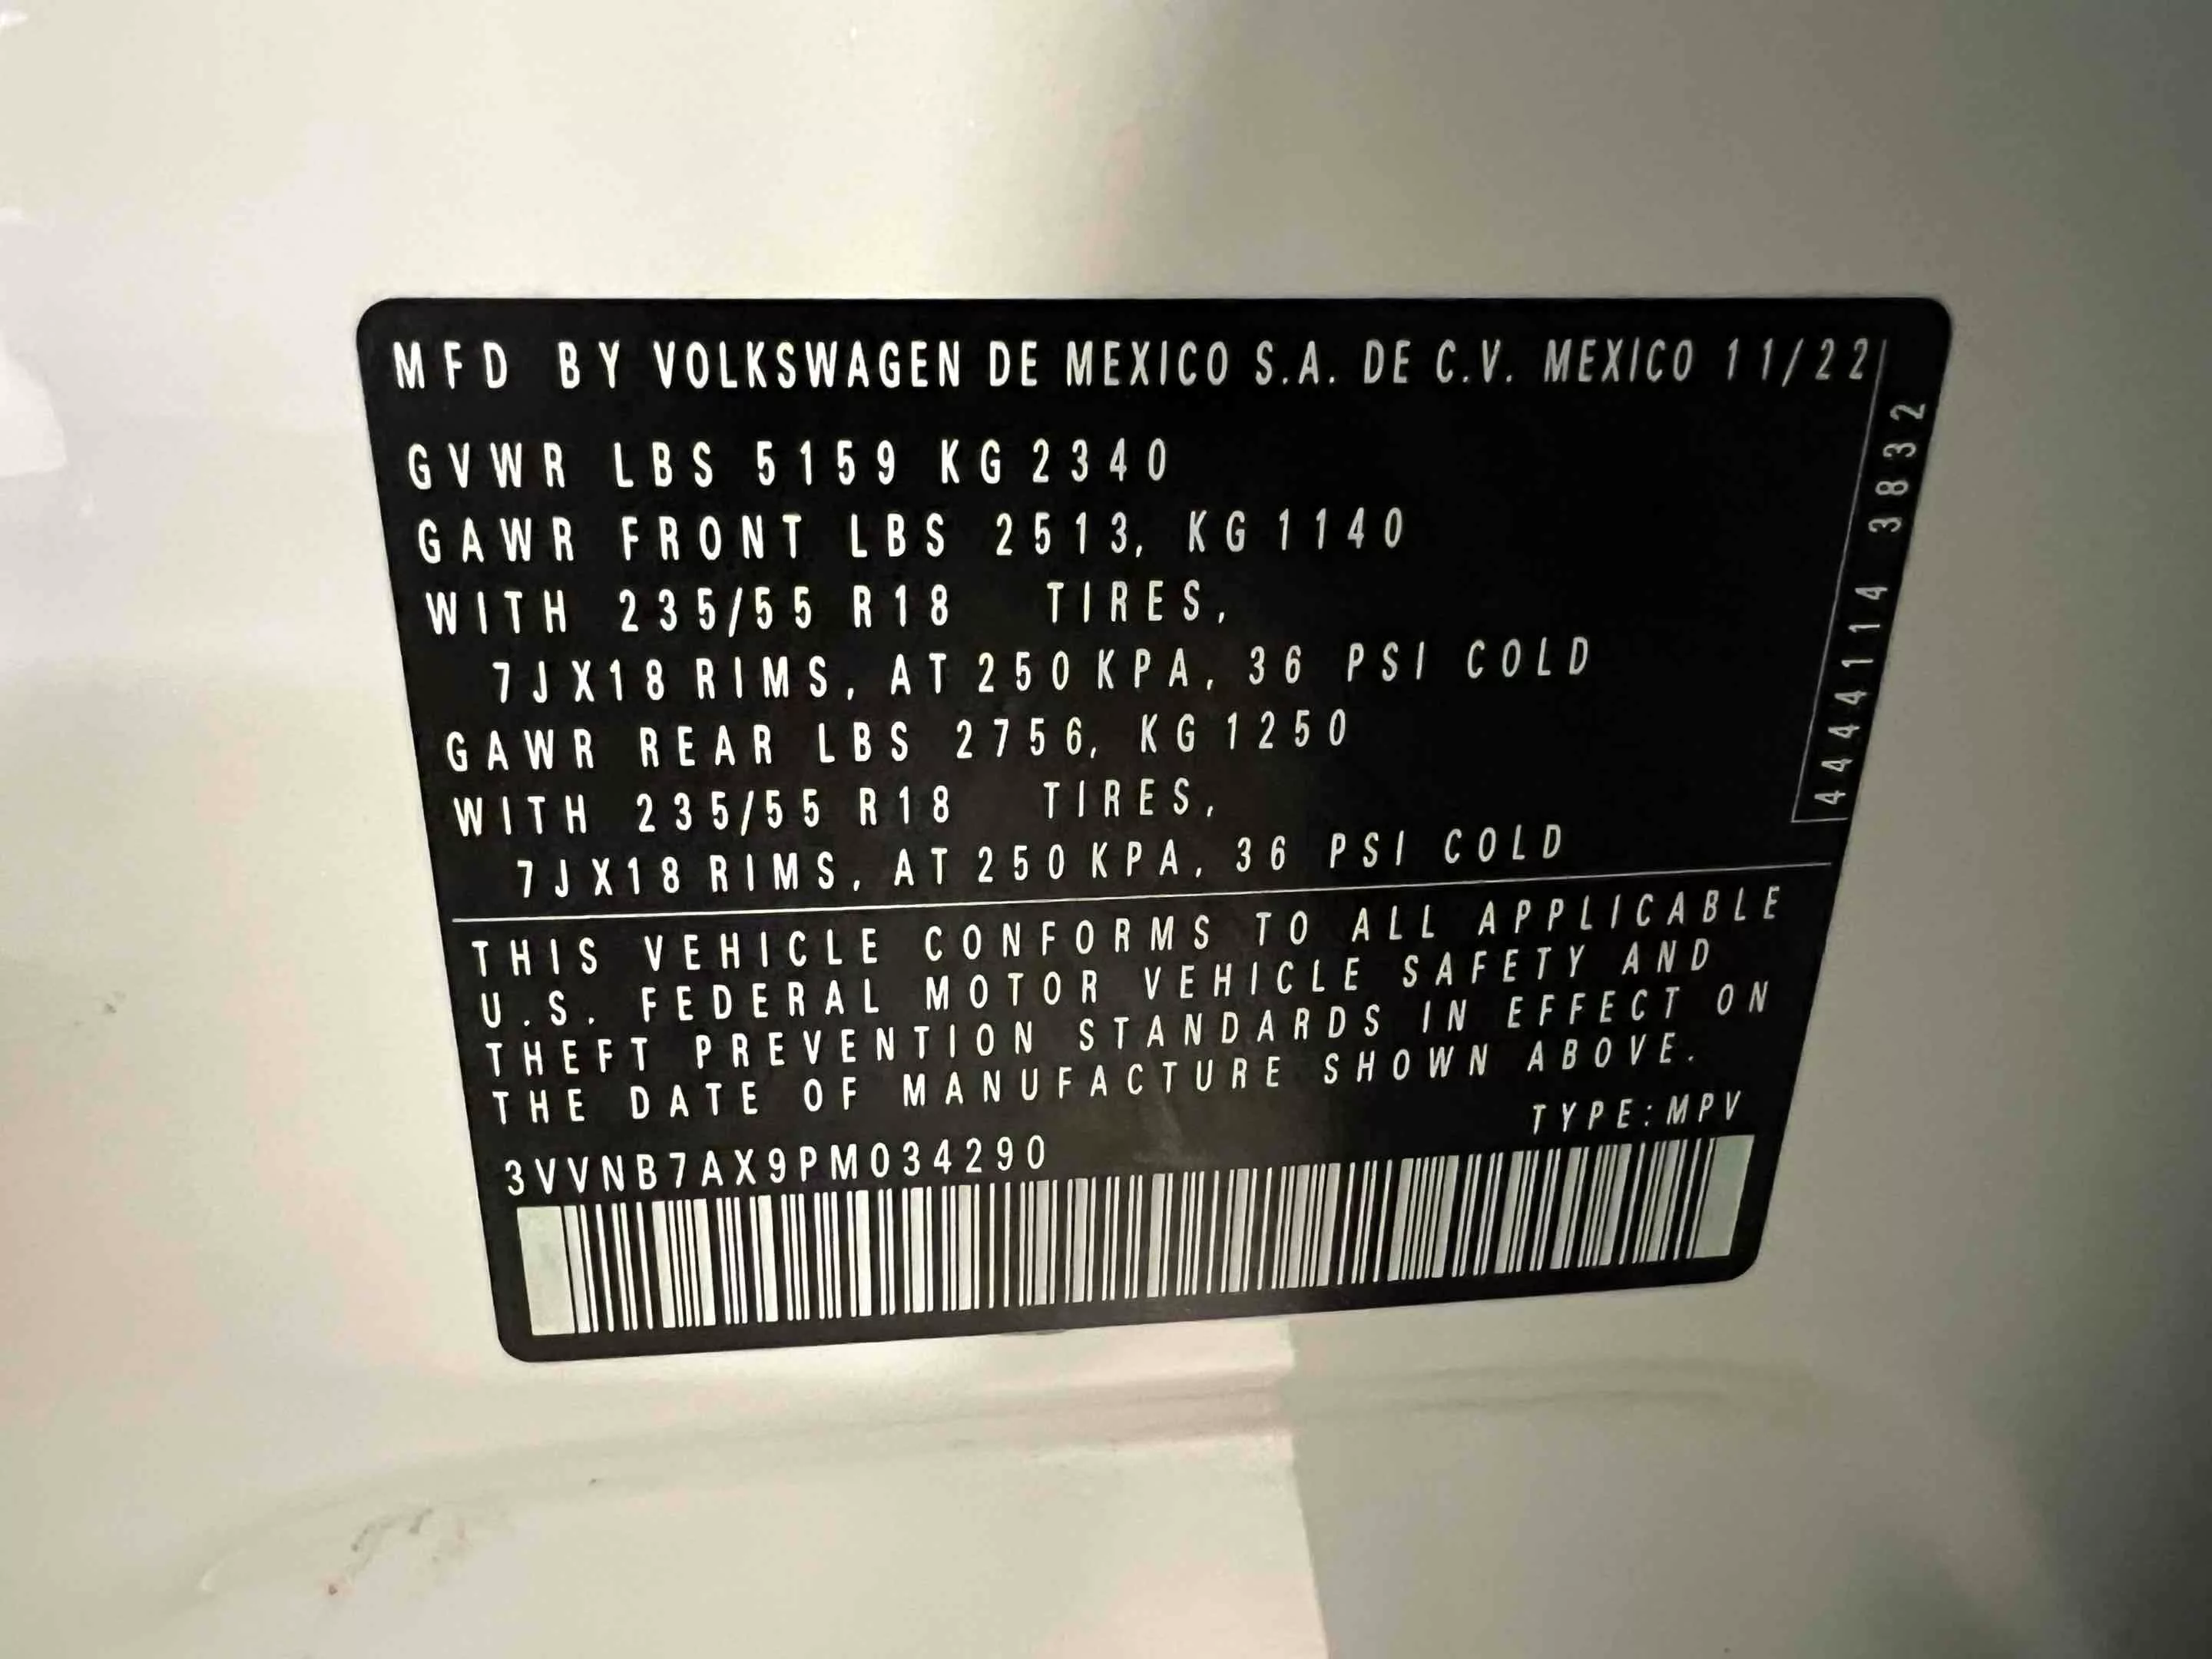 MFD BY VOLKSWAGEN DE MEXICO S.A. DE C.V. MEXICO 11/22
GVWR LBS 5159 KG 2340
GAWR FRONT LBS 2513, KG 1140
WITH 235/55 R18 TIRES,
7JX18 RIMS, AT 250 KPA, 36 PSI COLD
GAWR REAR LBS 2756, KG 1250
WITH 235/55 R18 TIRES,
7JX18 RIMS, AT 250 KPA, 36 PSI COLD
4444114 3832
THIS VEHICLE CONFORMS TO ALL APPLICABLE
U.S. FEDERAL MOTOR VEHICLE SAFETY AND
THEFT PREVENTION STANDARDS IN EFFECT ON
THE DATE OF MANUFACTURE SHOWN ABOVE.
TYPE:MPV
3VVNB7AX9PM034290